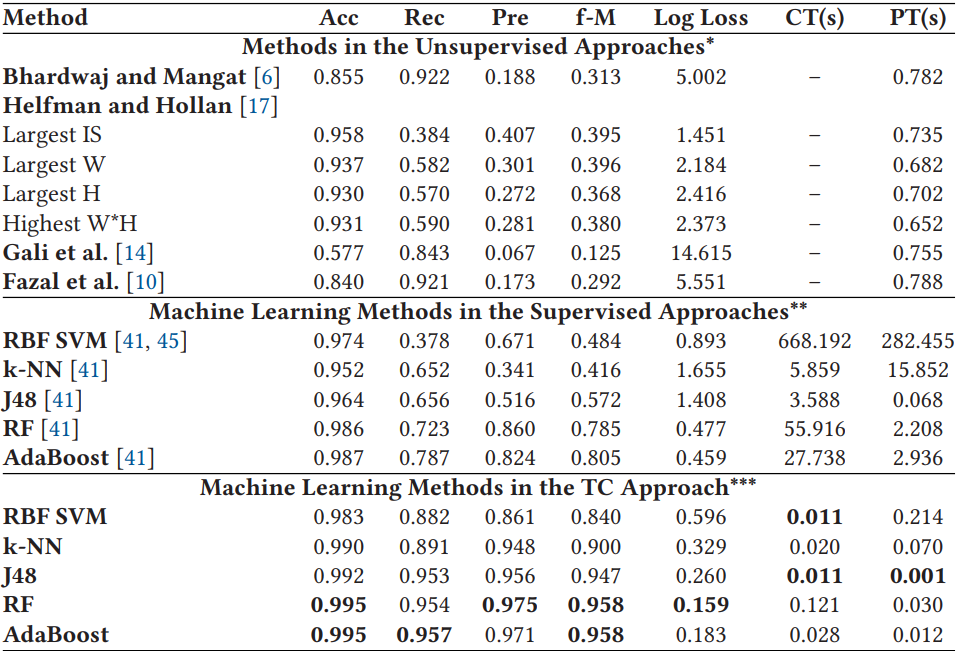 Method Acc Rec Pre f-M Log Loss CT(s) PT(s)
Methods in the Unsupervised Approaches*
Bhardwaj and Mangat [6] 0.855 0.922 0.188 0.313 5.002 – 0.782
Helfman and Hollan [17]
Largest IS 0.958 0.384 0.407 0.395 1.451 – 0.735
Largest W 0.937 0.582 0.301 0.396 2.184 – 0.682
Largest H 0.930 0.570 0.272 0.368 2.416 – 0.702
Highest W*H 0.931 0.590 0.281 0.380 2.373 – 0.652
Gali et al. [14] 0.577 0.843 0.067 0.125 14.615 – 0.755
Fazal et al. [10] 0.840 0.921 0.173 0.292 5.551 – 0.788
Machine Learning Methods in the Supervised Approaches**
RBF SVM [41, 45] 0.974 0.378 0.671 0.484 0.893 668.192 282.455
k-NN [41] 0.952 0.652 0.341 0.416 1.655 5.859 15.852
J48 [41] 0.964 0.656 0.516 0.572 1.408 3.588 0.068
RF [41] 0.986 0.723 0.860 0.785 0.477 55.916 2.208
AdaBoost [41] 0.987 0.787 0.824 0.805 0.459 27.738 2.936
Machine Learning Methods in the TC Approach***
RBF SVM 0.983 0.882 0.861 0.840 0.596 0.011 0.214
k-NN 0.990 0.891 0.948 0.900 0.329 0.020 0.070
J48 0.992 0.953 0.956 0.947 0.260 0.011 0.001
RF 0.995 0.954 0.975 0.958 0.159 0.121 0.030
AdaBoost 0.995 0.957 0.971 0.958 0.183 0.028 0.012